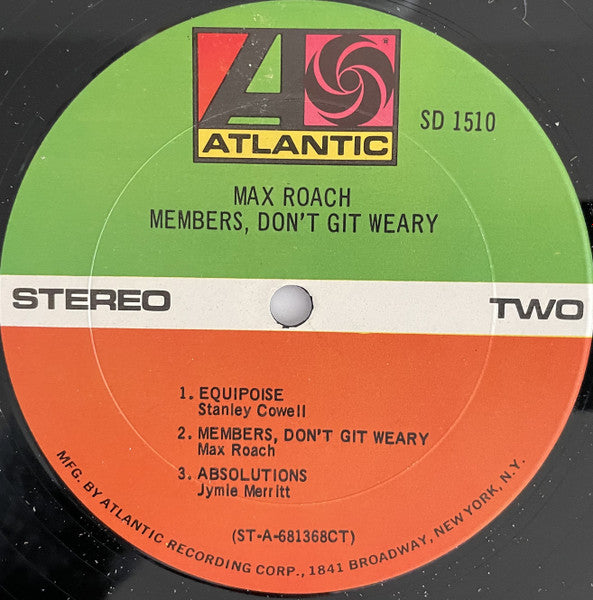 ATLANTIC
SD 1510
MAX ROACH
MEMBERS, DON'T GIT WEARY
STEREO
TWO
1. EQUIPOISE
Stanley Cowell
2. MEMBERS, DON'T GIT WEARY
Max Roach
3. ABSOLUTIONS
Jymie Merritt
(ST-A-681368CT)
MFG. BY ATLANTIC RECORDING CORP., 1841 BROADWAY, NEW YORK, N.Y.